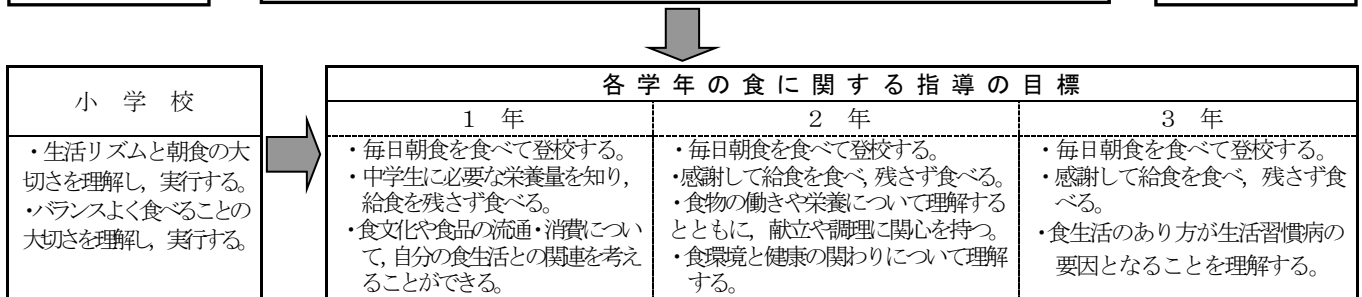 小 学 校
・生活リズムと朝食の大
切さを理解し，実行する。
・バランスよく食べることの
大切さを理解し，実行する。
各 学 年 の 食 に 関 す る 指 導 の 目 標
1 年
・毎日朝食を食べて登校する。
・中学生に必要な栄養量を知り，
給食を残さず食べる。
・食文化や食品の流通・消費につい
て，自分の食生活との関連を考え
ることができる。
2 年
・毎日朝食を食べて登校する。
・感謝して給食を食べ，残さず食べる。
・食物の働きや栄養について理解する
とともに，献立や調理に関心を持つ。
・食環境と健康の関わりについて理解
する。
3 年
・毎日朝食を食べて登校する。
・感謝して給食を食べ，残さず食
べる。
・食生活のあり方が生活習慣病の
要因となることを理解する。